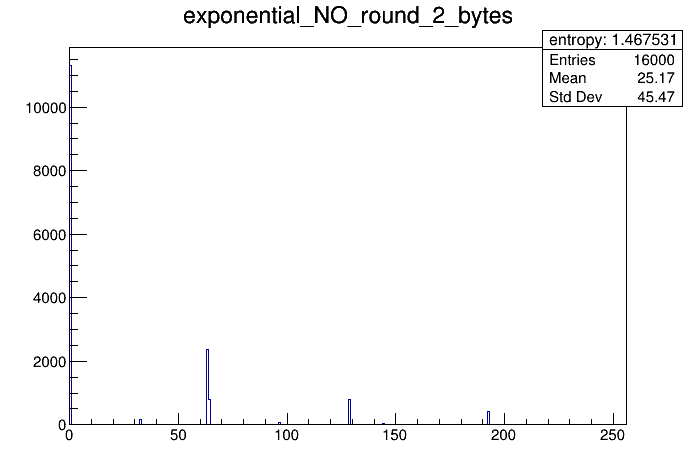 exponential_NO_round_2_bytes
entropy: 1.467531
Entries 16000
Mean 25.17
Std Dev 45.47
10000
8000
6000
4000
2000
0
0 50 100 150 200 250